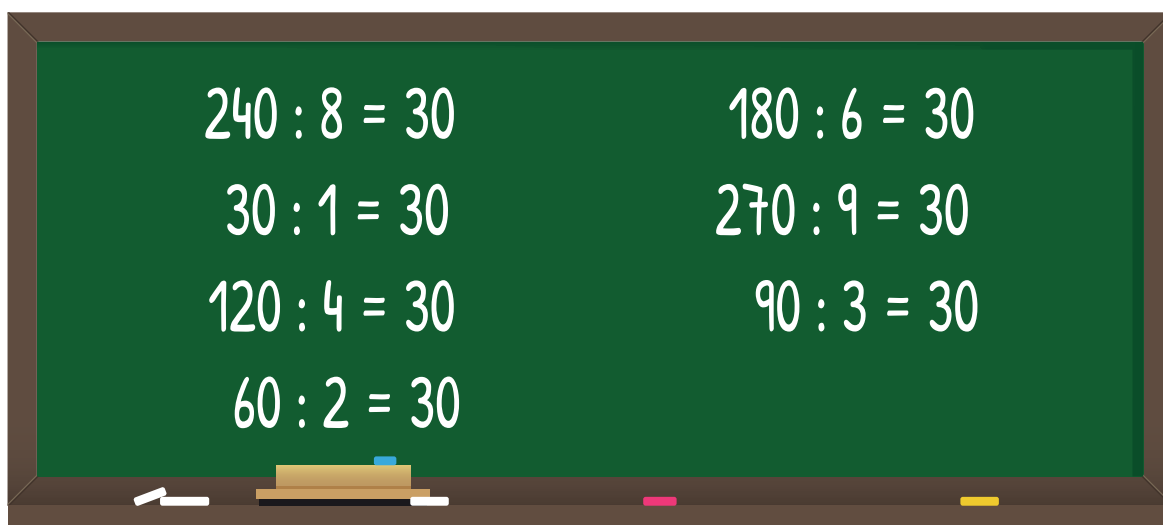 240 : 8 = 30
30 : 1 = 30
120 : 4 = 30
60 : 2 = 30
180 : 6 = 30
270 : 9 = 30
90 : 3 = 30